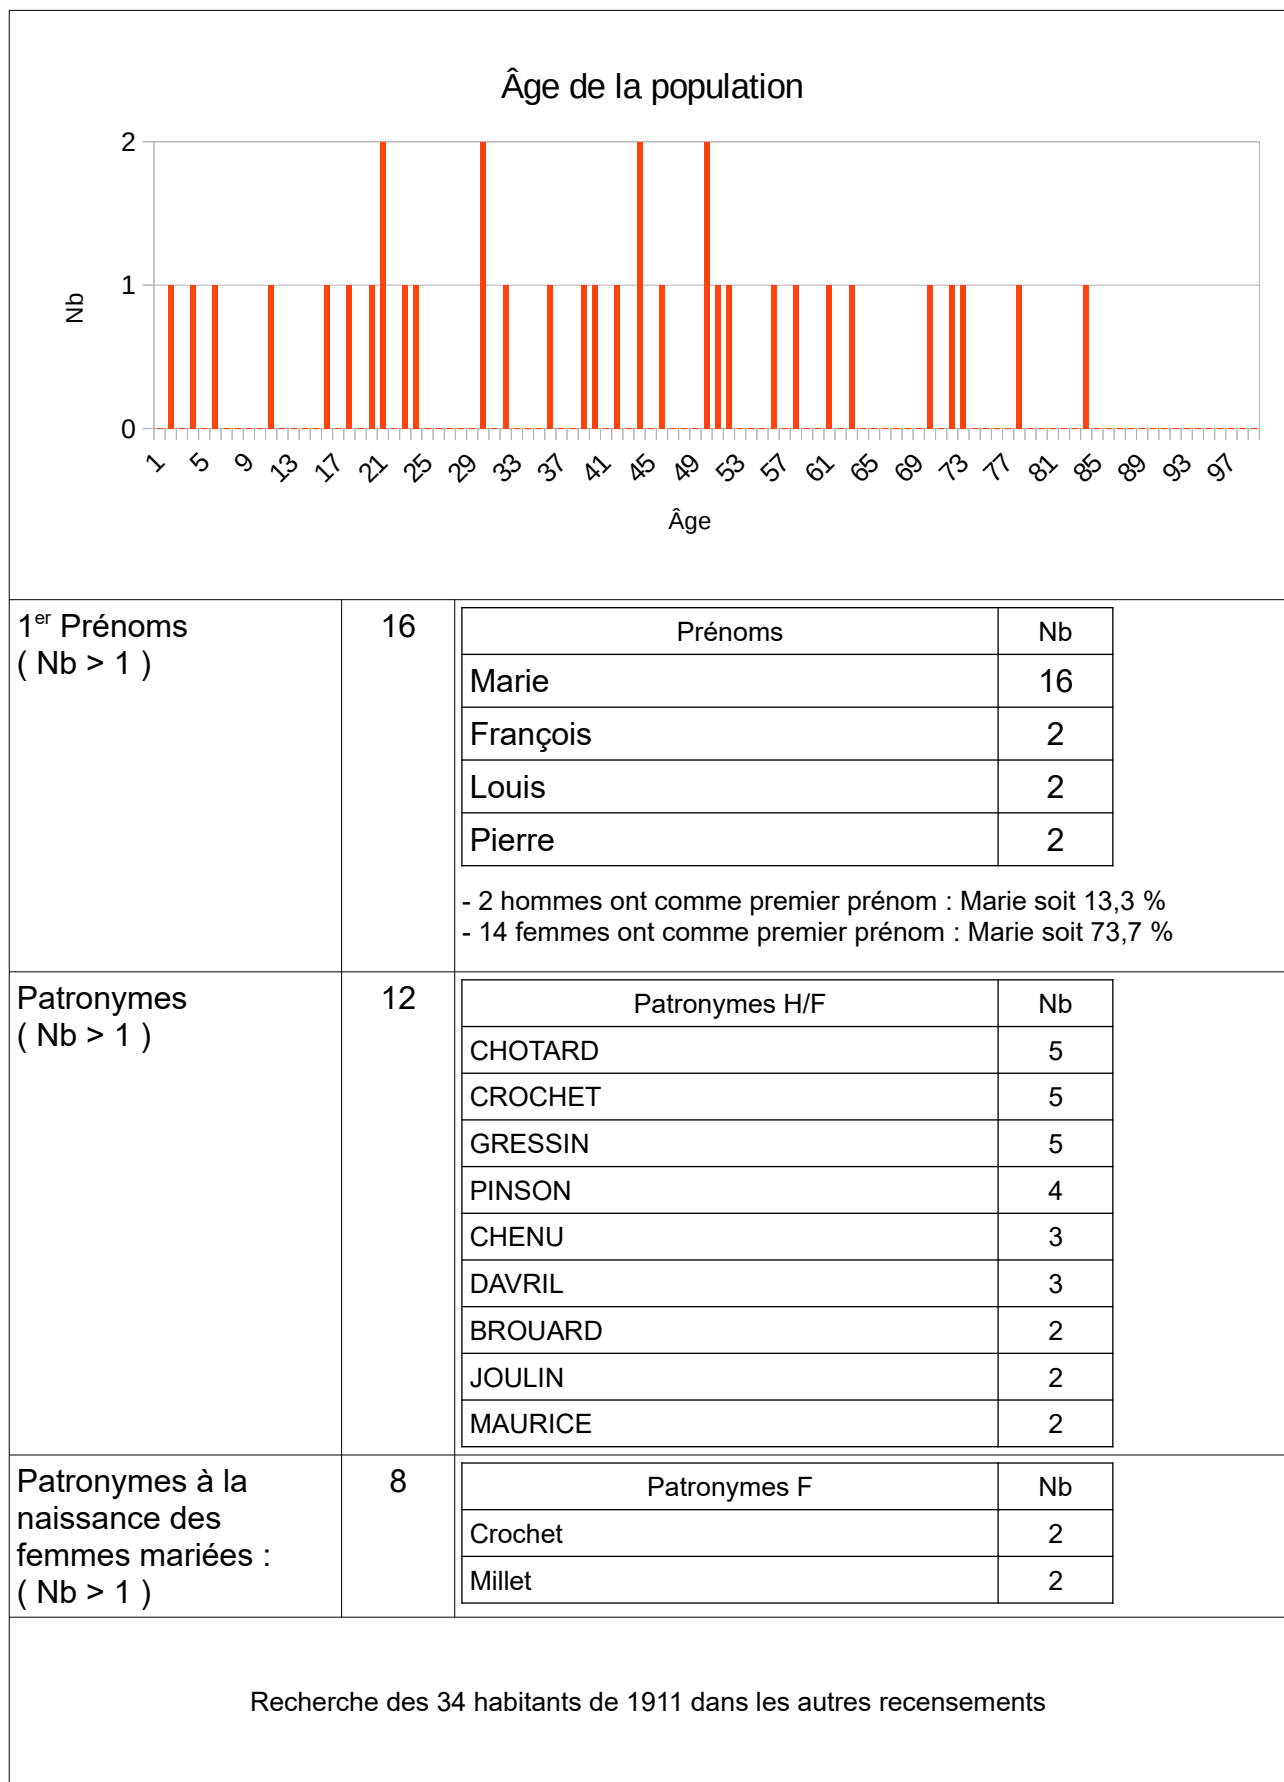 Âge de la population
2
1
0
Nb
1 5 9 13 17 21 25 29 33 37 41 45 49 53 57 61 65 69 73 77 81 85 89 93 97
Âge
1er Prénoms
( Nb > 1 )
16
Prénoms Nb
Marie 16
François 2
Louis 2
Pierre 2
- 2 hommes ont comme premier prénom : Marie soit 13,3 %
- 14 femmes ont comme premier prénom : Marie soit 73,7 %
Patronymes
( Nb > 1 )
12
Patronymes H/F Nb
CHOTARD 5
CROCHET 5
GRESSIN 5
PINSON 4
CHENU 3
DAVRIL 3
BROUARD 2
JOULIN 2
MAURICE 2
Patronymes à la
naissance des
femmes mariées :
( Nb > 1 )
8
Patronymes F Nb
Crochet 2
Millet 2
Recherche des 34 habitants de 1911 dans les autres recensements